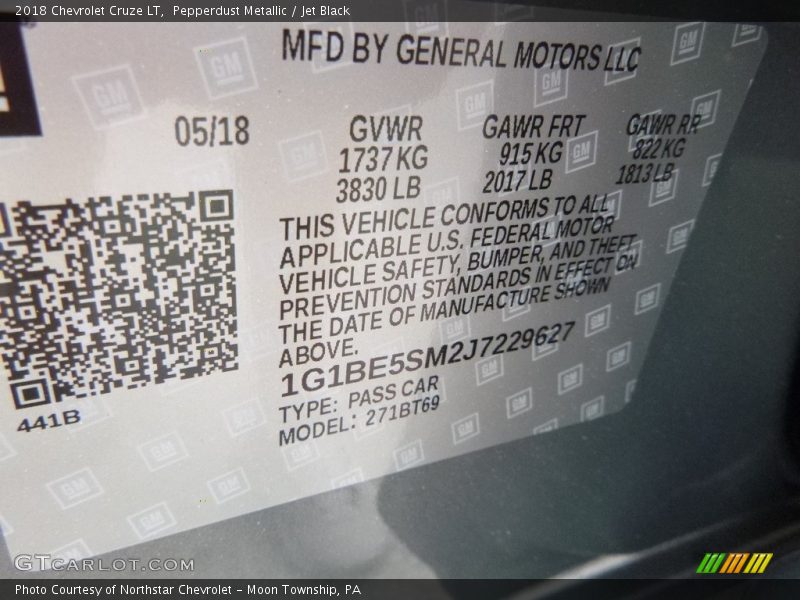 2018 Chevrolet Cruze LT, Pepperdust Metallic / Jet Black
MFD BY GENERAL MOTORS LLC
05/18 GVWR GAWR FRT GAWR RR
1737 KG 915 KG 822 KG
3830 LB 2017 LB 1813 LB
THIS VEHICLE CONFORMS TO ALL
APPLICABLE U.S. FEDERAL MOTOR
VEHICLE SAFETY, BUMPER, AND THEFT
PREVENTION STANDARDS IN EFFECT ON
THE DATE OF MANUFACTURE SHOWN
ABOVE.
1G1BE5SM2J7229627
TYPE: PASS CAR
MODEL: 271BT69
441B
GTCARLOT.COM
Photo Courtesy of Northstar Chevrolet – Moon Township, PA